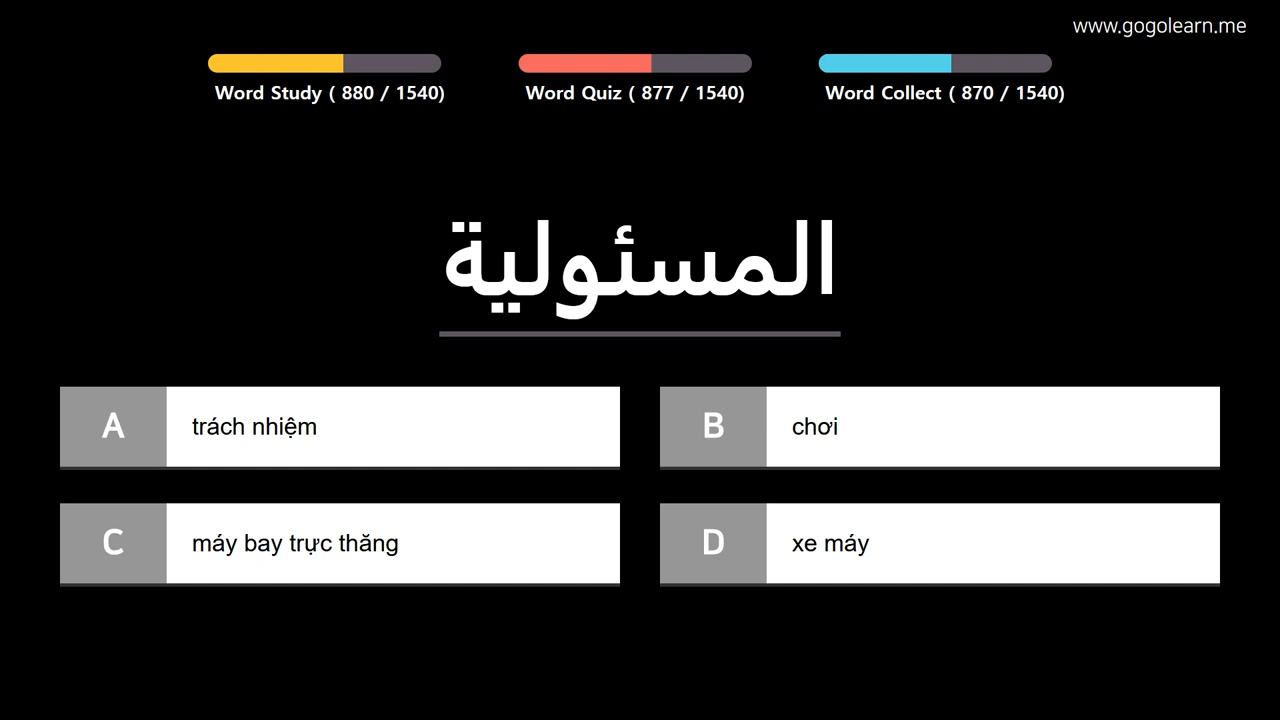 www.gogolearn.me
Word Study ( 880 / 1540)
Word Quiz ( 877 / 1540)
Word Collect ( 870 / 1540)
المسئولية
A
trách nhiệm
B
chơi
C
máy bay trực thăng
D
xe máy